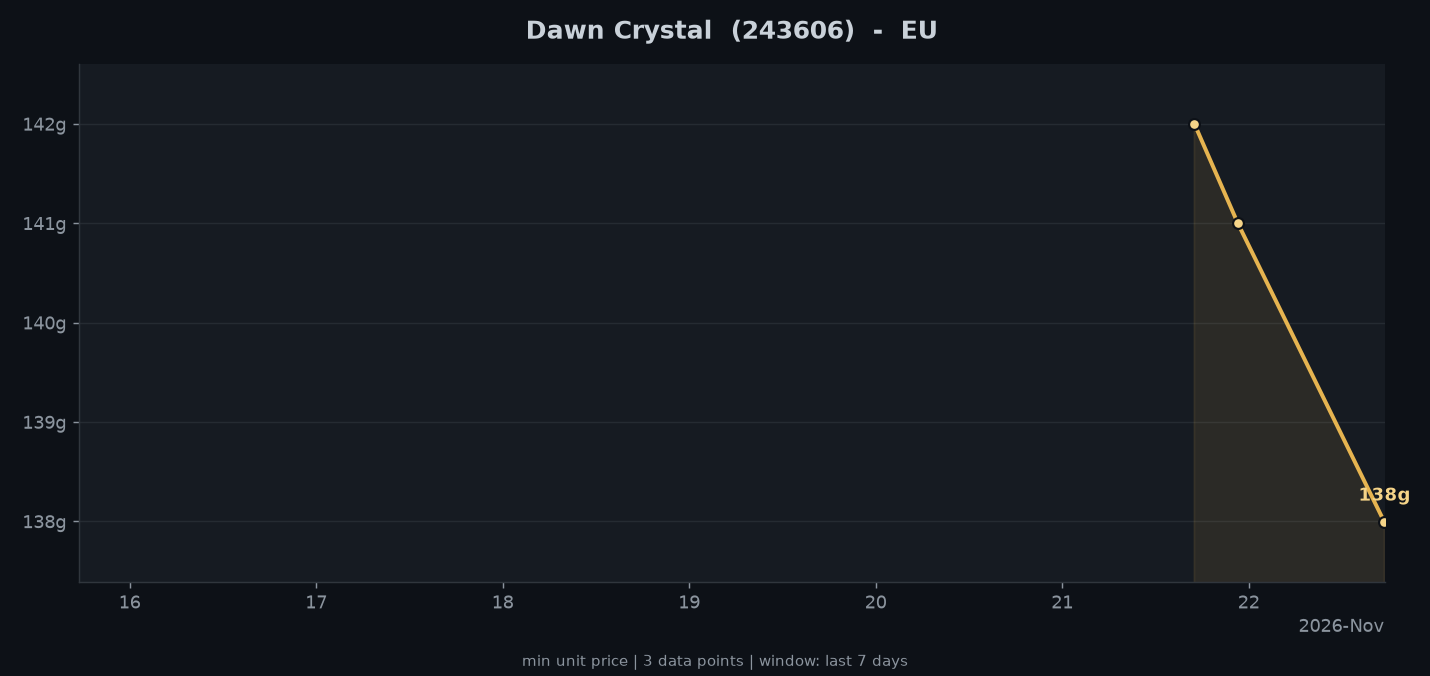 Dawn Crystal  (243606)  -  EU
142g
141g
140g
139g
138g
138g
16 17 18 19 20 21 22
2026-Nov
min unit price | 3 data points | window: last 7 days